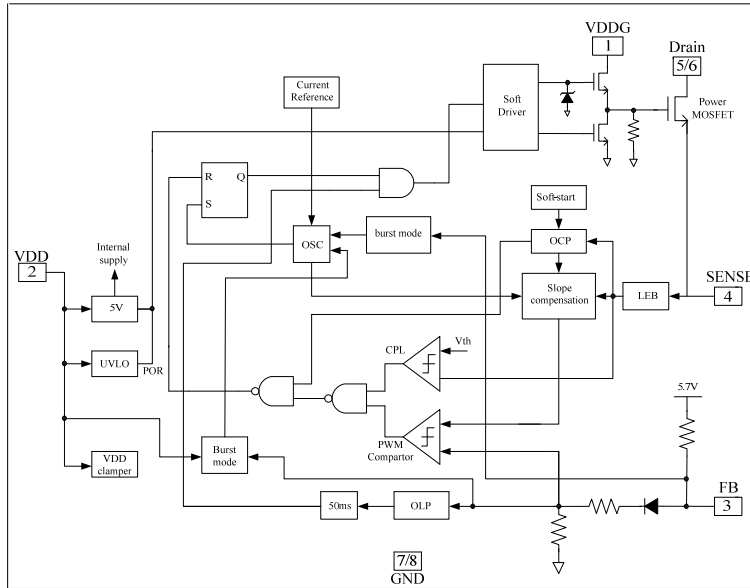 VDDG
1
Drain
5/6
Power
MOSFET
Current
Reference
Soft
Driver
R
Q
S
Soft-start
Internal
supply
VDD
2
OSC
burst mode
OCP
5V
Slope
compensation
LEB
SENSE
4
UVLO
POR
CPL
Vth
5.7V
PWM
Compartor
Burst
mode
VDD
clamper
50ms
OLP
FB
3
7/8
GND